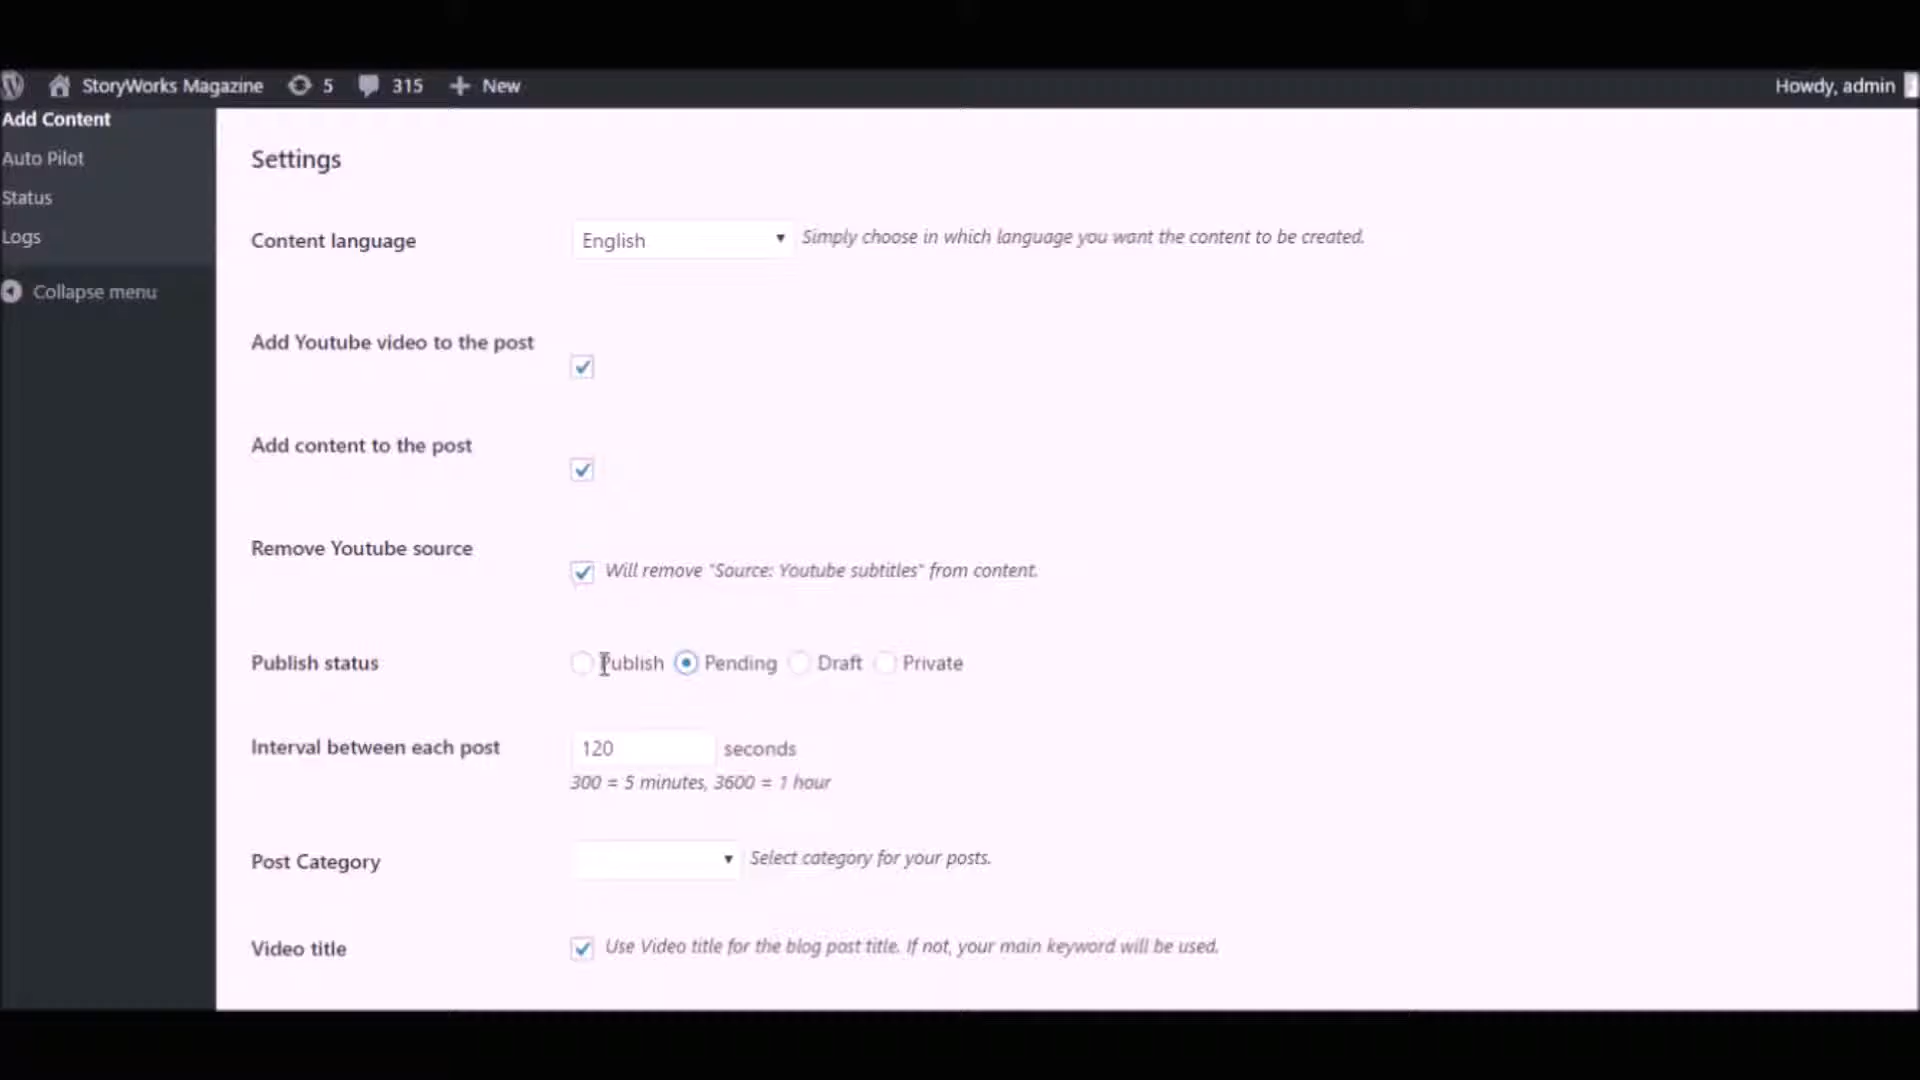 StoryWorks Magazine 5 315 New Howdy, admin
Add Content
Auto Pilot
Status
Logs
Collapse menu
Settings
Content language English Simply choose in which language you want the content to be created.
Add Youtube video to the post
Add content to the post
Remove Youtube source
Will remove "Source: Youtube subtitles" from content.
Publish status Publish Pending Draft Private
Interval between each post 120 seconds
300 = 5 minutes, 3600 = 1 hour
Post Category Select category for your posts.
Video title Use Video title for the blog post title. If not, your main keyword will be used.